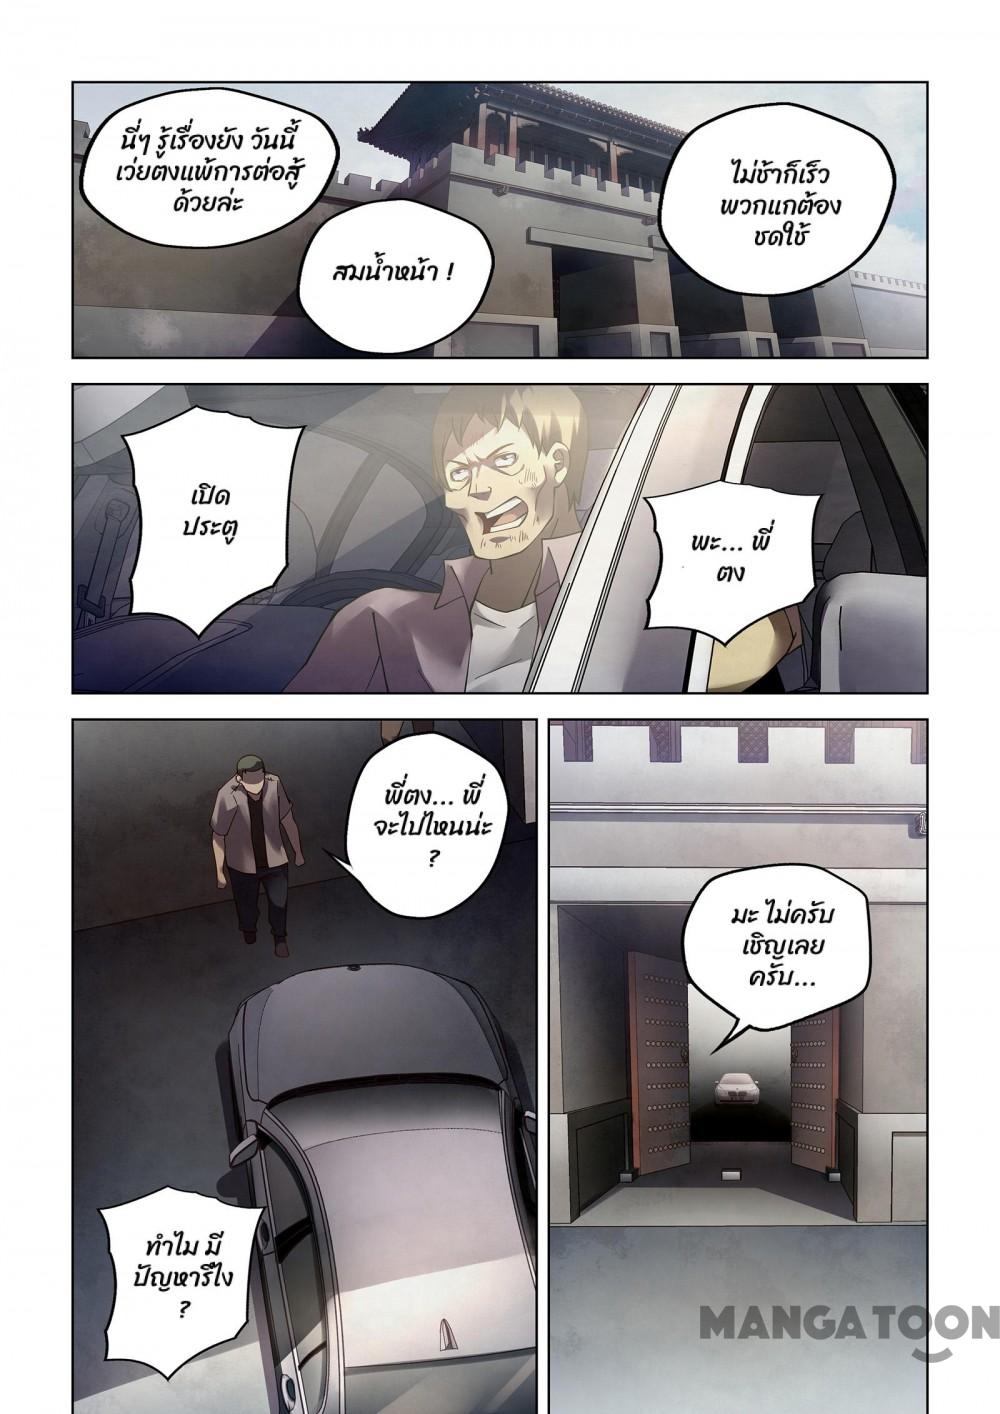 นี่ๆ รู้เรื่องยัง วันนี้
เว่ยตงแพ้การต่อสู้
ด้วยล่ะ
สมน้ำหน้า !
ไม่ช้าก็เร็ว
พวกแกต้อง
ชดใช้
เปิด
ประตู
พะ... พี่
ตง
พี่ตง... พี่
จะไปไหนน่ะ
?
ทำไม มี
ปัญหารึไง
?
มะ ไม่ครับ
เชิญเลย
ครับ...
MANGATOON